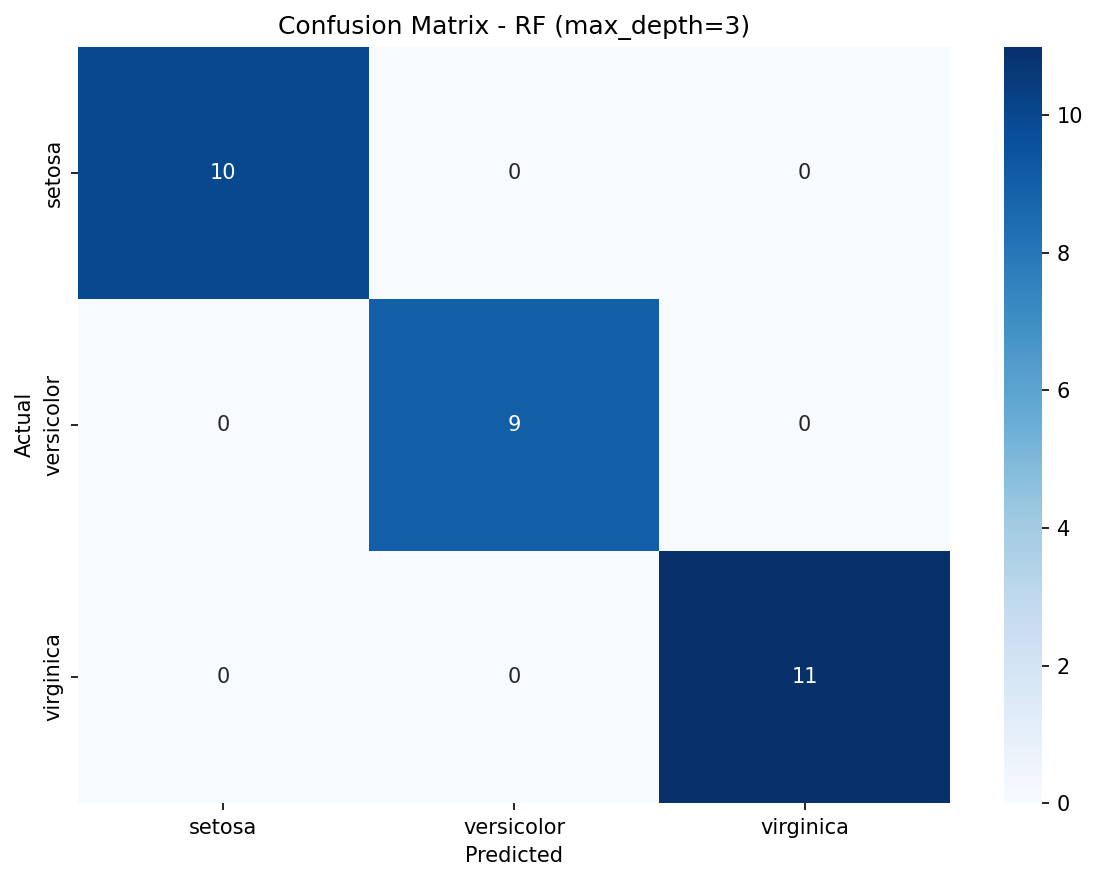 Confusion Matrix - RF (max_depth=3)
setosa
10
0
0
Actual
versicolor
0
9
0
virginica
0
0
11
setosa
versicolor
virginica
Predicted
10
8
6
4
2
0